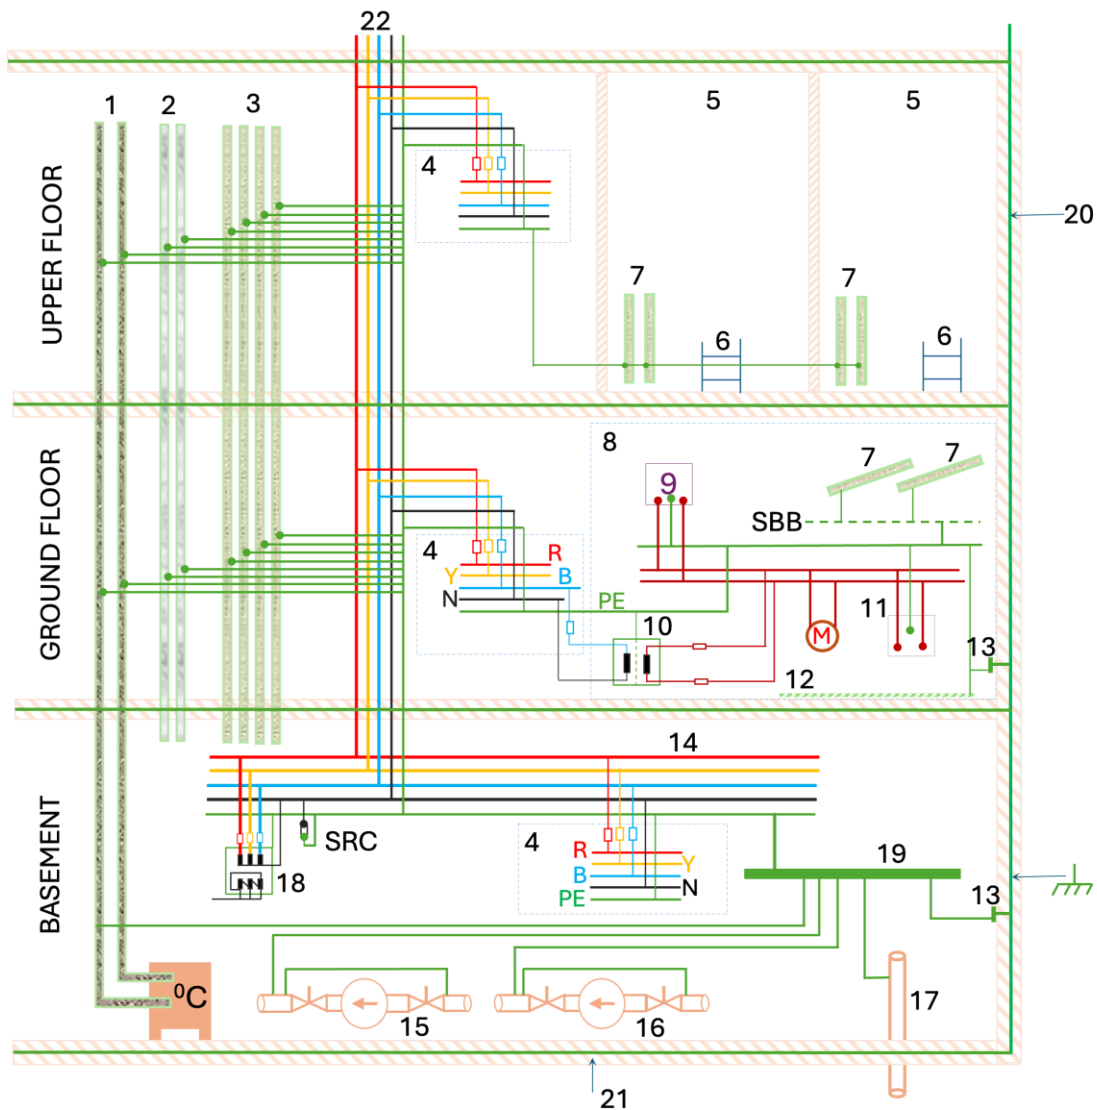 22
1 2 3
5 5
4
UPPER FLOOR
20
7 7
6 6
8
7 7
9
SBB
GROUND FLOOR
4
R
Y B
N
PE
10
11
M
13
12
14
SRC
4
R
Y
B
N
PE
18
19
BASEMENT
13
⁰C
15 16
17
21